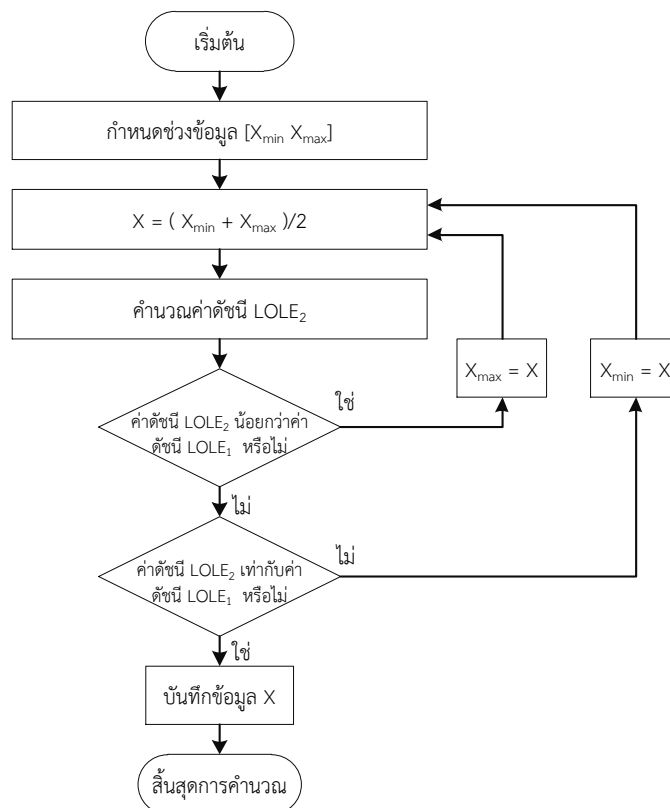 เริ่มต้น
กำหนดช่วงข้อมูล [Xmin Xmax]
X = ( Xmin + Xmax )/2
คำนวณค่าดัชนี LOLE2
Xmax = X
Xmin = X
ค่าดัชนี LOLE2 น้อยกว่าค่า
ดัชนี LOLE1 หรือไม่
ใช่
ไม่
ค่าดัชนี LOLE2 เท่ากับค่า
ดัชนี LOLE1 หรือไม่
ไม่
ใช่
บันทึกข้อมูล X
สิ้นสุดการคำนวณ